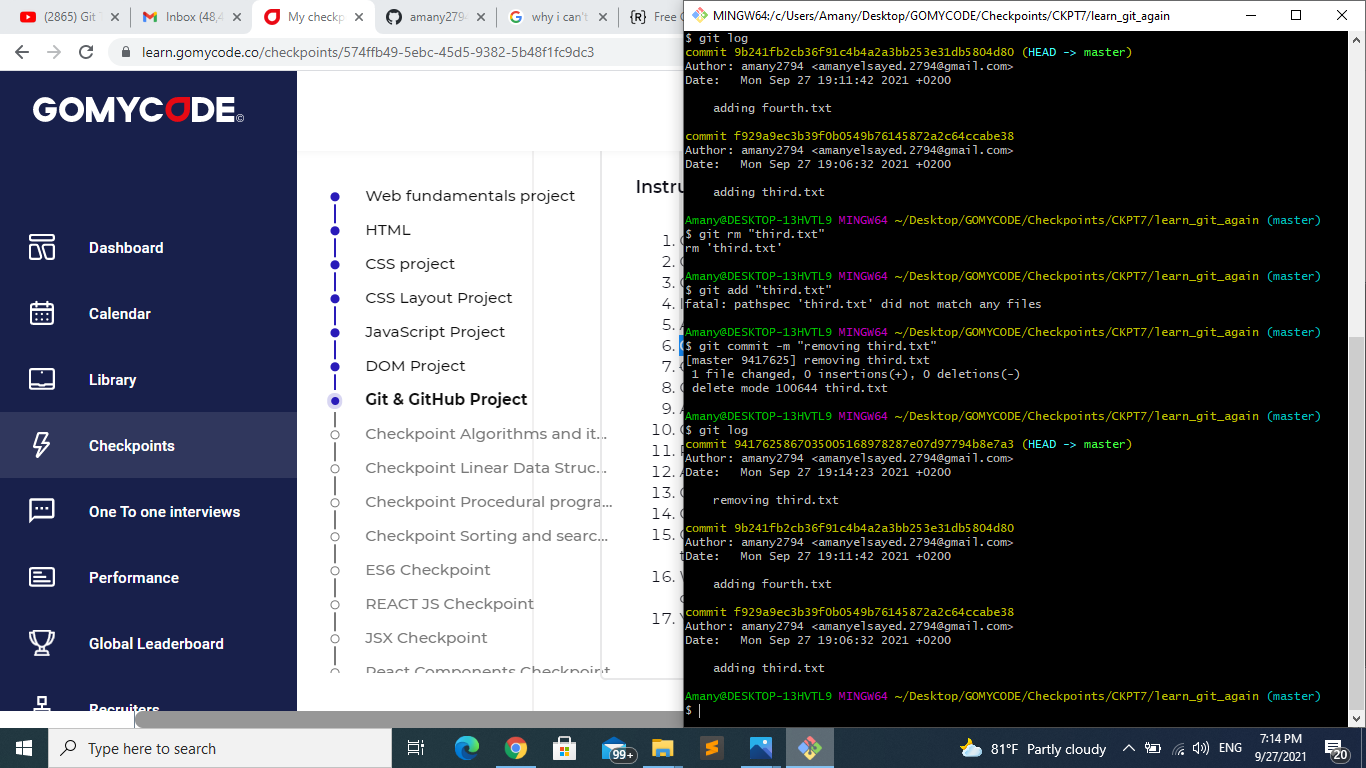 (2865) Git T
Inbox (48,4
My checkp
amany279
why i can't
Free C
learn.gomycode.co/checkpoints/574ffb49-5ebc-45d5-9382-5b48f1fc9dc3
GOMYCODE
Dashboard
Calendar
Library
Checkpoints
One To one interviews
Performance
Global Leaderboard
Recruiters
Web fundamentals project
HTML
CSS project
CSS Layout Project
JavaScript Project
DOM Project
Git & GitHub Project
Checkpoint Algorithms and it...
Checkpoint Linear Data Struc...
Checkpoint Procedural progra...
Checkpoint Sorting and searc...
ES6 Checkpoint
REACT JS Checkpoint
JSX Checkpoint
React Components Checkpoint
Instru
1.
2.
3.
4.
5.
6.
7.
8.
9.
10.
11.
12.
13.
14.
15.
16.
17.
MINGW64:/c/Users/Amany/Desktop/GOMYCODE/Checkpoints/CKPT7/learn_git_again
$ git log
commit 9b241fb2cb36f91c4b4a2a3bb253e31db5804d80 (HEAD -> master)
Author: amany2794 <amanyelsayed.2794@gmail.com>
Date:   Mon Sep 27 19:11:42 2021 +0200
adding fourth.txt
commit f929a9ec3b39f0b0549b76145872a2c64ccabe38
Author: amany2794 <amanyelsayed.2794@gmail.com>
Date:   Mon Sep 27 19:06:32 2021 +0200
adding third.txt
Amany@DESKTOP-13HVTL9 MINGW64 ~/Desktop/GOMYCODE/Checkpoints/CKPT7/learn_git_again (master)
$ git rm "third.txt"
rm 'third.txt'
Amany@DESKTOP-13HVTL9 MINGW64 ~/Desktop/GOMYCODE/Checkpoints/CKPT7/learn_git_again (master)
$ git add "third.txt"
fatal: pathspec 'third.txt' did not match any files
Amany@DESKTOP-13HVTL9 MINGW64 ~/Desktop/GOMYCODE/Checkpoints/CKPT7/learn_git_again (master)
$ git commit -m "removing third.txt"
[master 9417625] removing third.txt
1 file changed, 0 insertions(+), 0 deletions(-)
delete mode 100644 third.txt
Amany@DESKTOP-13HVTL9 MINGW64 ~/Desktop/GOMYCODE/Checkpoints/CKPT7/learn_git_again (master)
$ git log
commit 9417625867035005168978287e07d97794b8e7a3 (HEAD -> master)
Author: amany2794 <amanyelsayed.2794@gmail.com>
Date:   Mon Sep 27 19:14:23 2021 +0200
removing third.txt
commit 9b241fb2cb36f91c4b4a2a3bb253e31db5804d80
Author: amany2794 <amanyelsayed.2794@gmail.com>
Date:   Mon Sep 27 19:11:42 2021 +0200
adding fourth.txt
commit f929a9ec3b39f0b0549b76145872a2c64ccabe38
Author: amany2794 <amanyelsayed.2794@gmail.com>
Date:   Mon Sep 27 19:06:32 2021 +0200
adding third.txt
Amany@DESKTOP-13HVTL9 MINGW64 ~/Desktop/GOMYCODE/Checkpoints/CKPT7/learn_git_again (master)
$
Type here to search
99+
81°F Partly cloudy
ENG
7:14 PM
9/27/2021
20